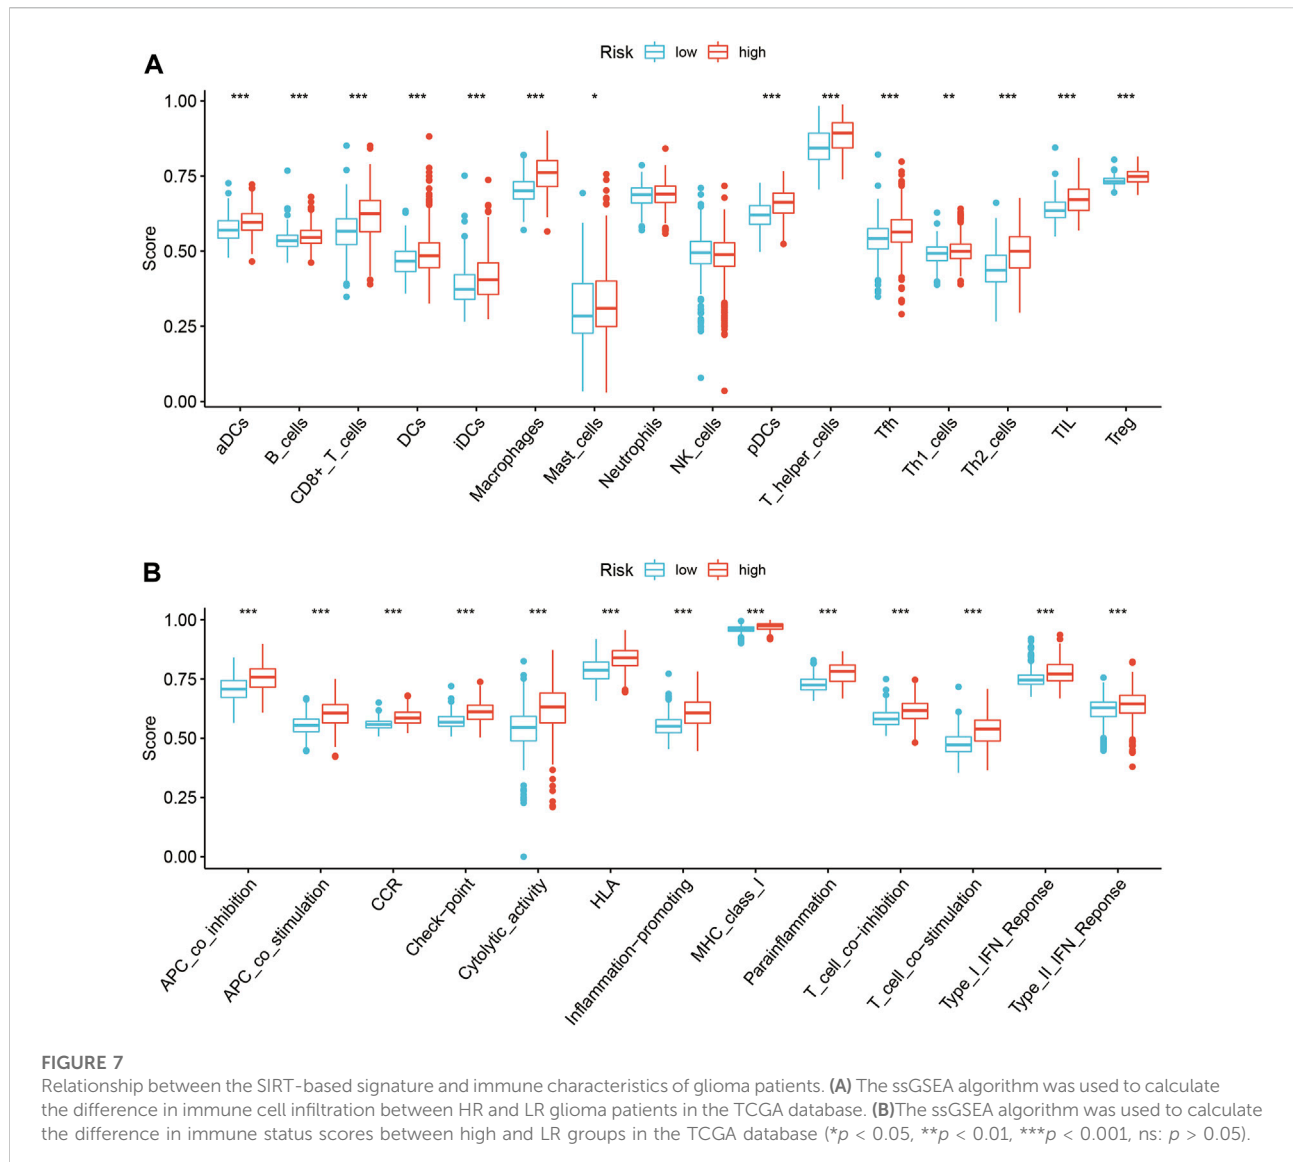 A
Risk low high
*** *** *** *** *** *** * *** *** *** ** *** *** ***
1.00
0.75
0.50
0.25
0.00
Score
aDCs
B_cells
CD8+_T_cells
DCs
iDCs
Macrophages
Mast_cells
Neutrophils
NK_cells
pDCs
T_helper_cells
Tfh
Th1_cells
Th2_cells
TIL
Treg
B
Risk low high
*** *** *** *** *** *** *** *** *** *** *** *** ***
1.00
0.75
0.50
0.25
0.00
Score
APC_co_inhibition
APC_co_stimulation
CCR
Check-point
Cytolytic_activity
HLA
Inflammation-promoting
MHC_class_I
Parainflammation
T_cell_co-inhibition
T_cell_co-stimulation
Type_I_IFN_Reponse
Type_II_IFN_Reponse
FIGURE 7
Relationship between the SIRT-based signature and immune characteristics of glioma patients. (A) The ssGSEA algorithm was used to calculate
the difference in immune cell infiltration between HR and LR glioma patients in the TCGA database. (B)The ssGSEA algorithm was used to calculate
the difference in immune status scores between high and LR groups in the TCGA database (*p < 0.05, **p < 0.01, ***p < 0.001, ns: p > 0.05).